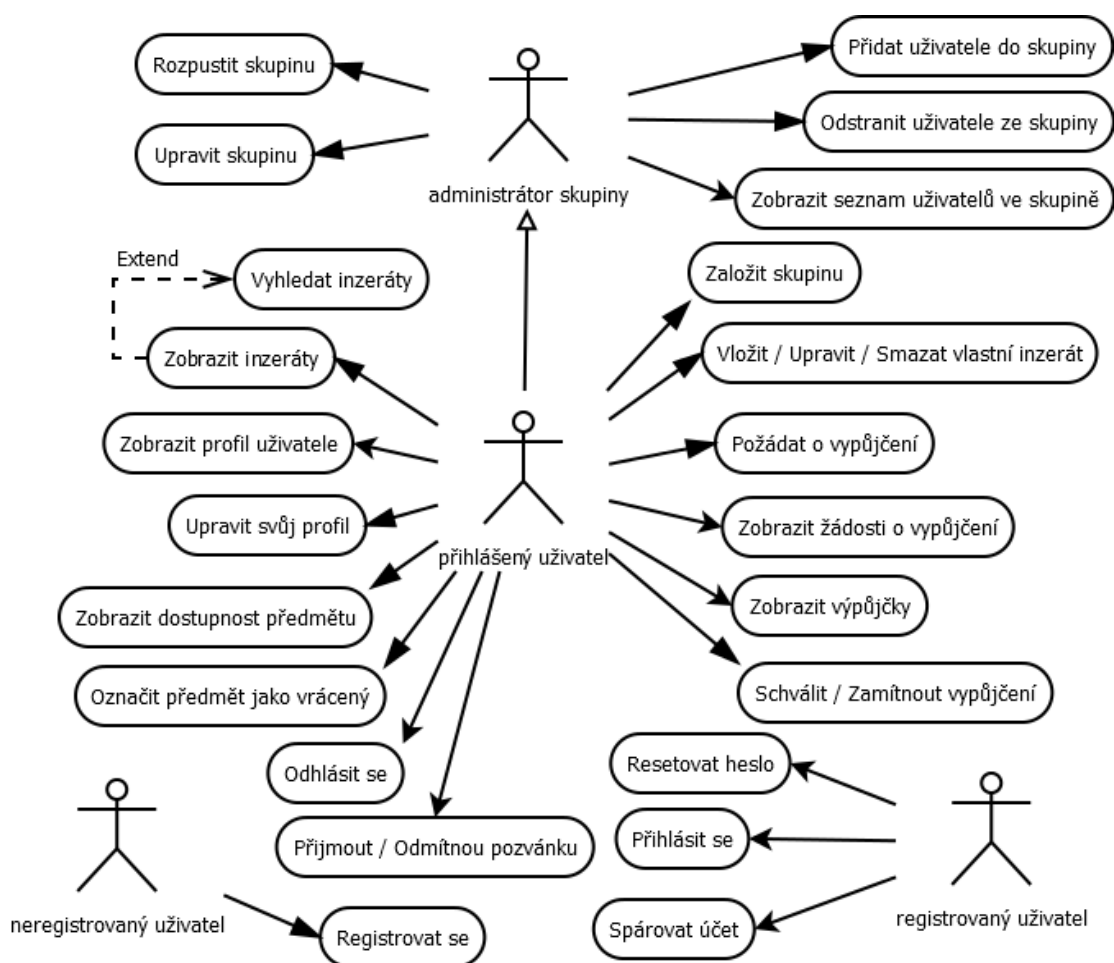 Rozpustit skupinu
Přidat uživatele do skupiny
Upravit skupinu
Odstranit uživatele ze skupiny
administrátor skupiny
Zobrazit seznam uživatelů ve skupině
Extend
Vyhledat inzeráty
Založit skupinu
Zobrazit inzeráty
Vložit / Upravit / Smazat vlastní inzerát
Zobrazit profil uživatele
Požádat o vypůjčení
Upravit svůj profil
Zobrazit žádosti o vypůjčení
přihlášený uživatel
Zobrazit dostupnost předmětu
Zobrazit výpůjčky
Označit předmět jako vrácený
Schválit / Zamítnout vypůjčení
Odhlásit se
Resetovat heslo
Přijmout / Odmítnou pozvánku
Přihlásit se
neregistrovaný uživatel
registrovaný uživatel
Registrovat se
Spárovat účet